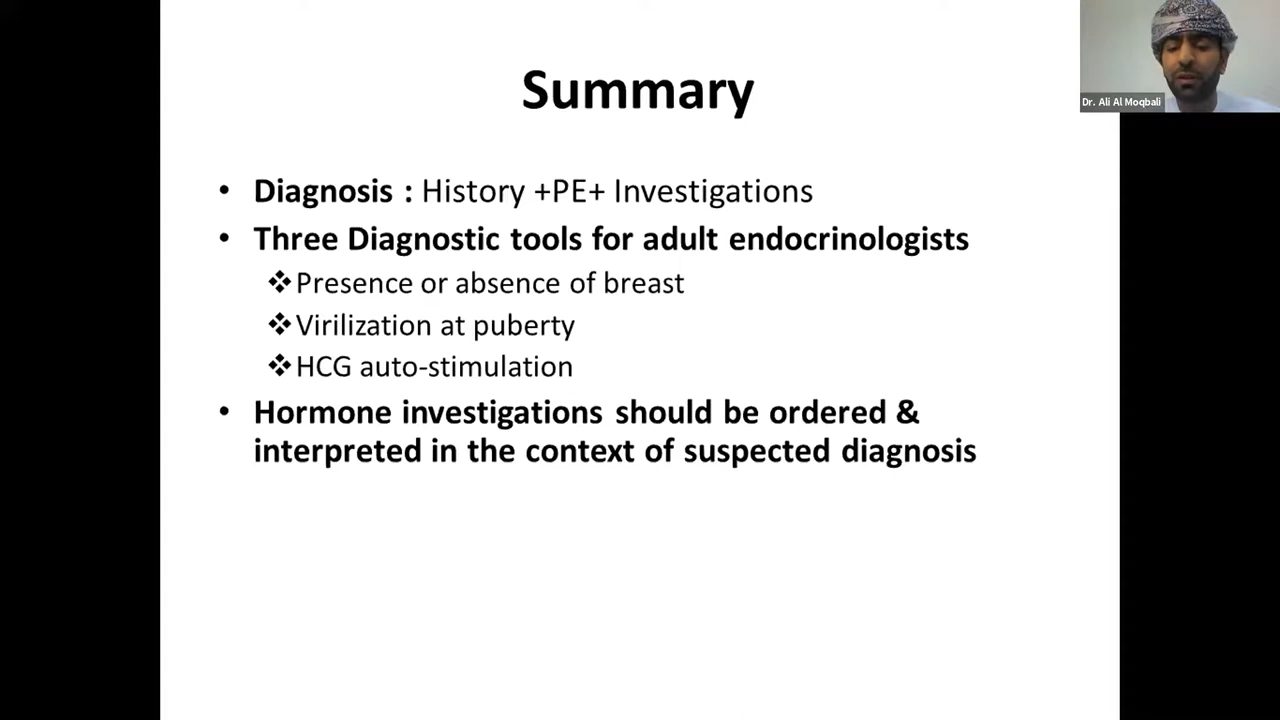 Summary
Dr. Ali Al Moqbali
• Diagnosis : History +PE+ Investigations
• Three Diagnostic tools for adult endocrinologists
❖Presence or absence of breast
❖Virilization at puberty
❖HCG auto-stimulation
• Hormone investigations should be ordered &
interpreted in the context of suspected diagnosis